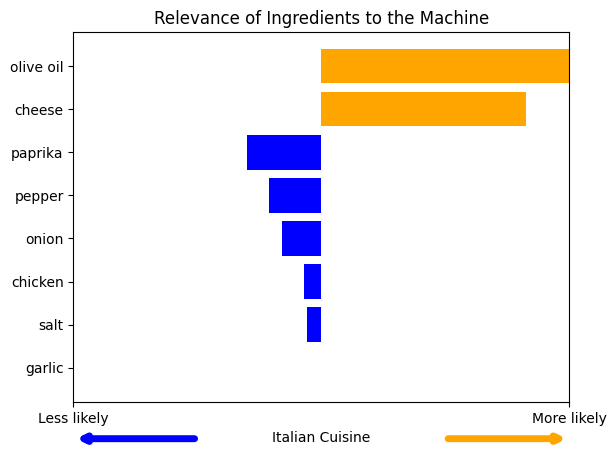 Relevance of Ingredients to the Machine
olive oil
cheese
paprika
pepper
onion
chicken
salt
garlic
Less likely
More likely
Italian Cuisine